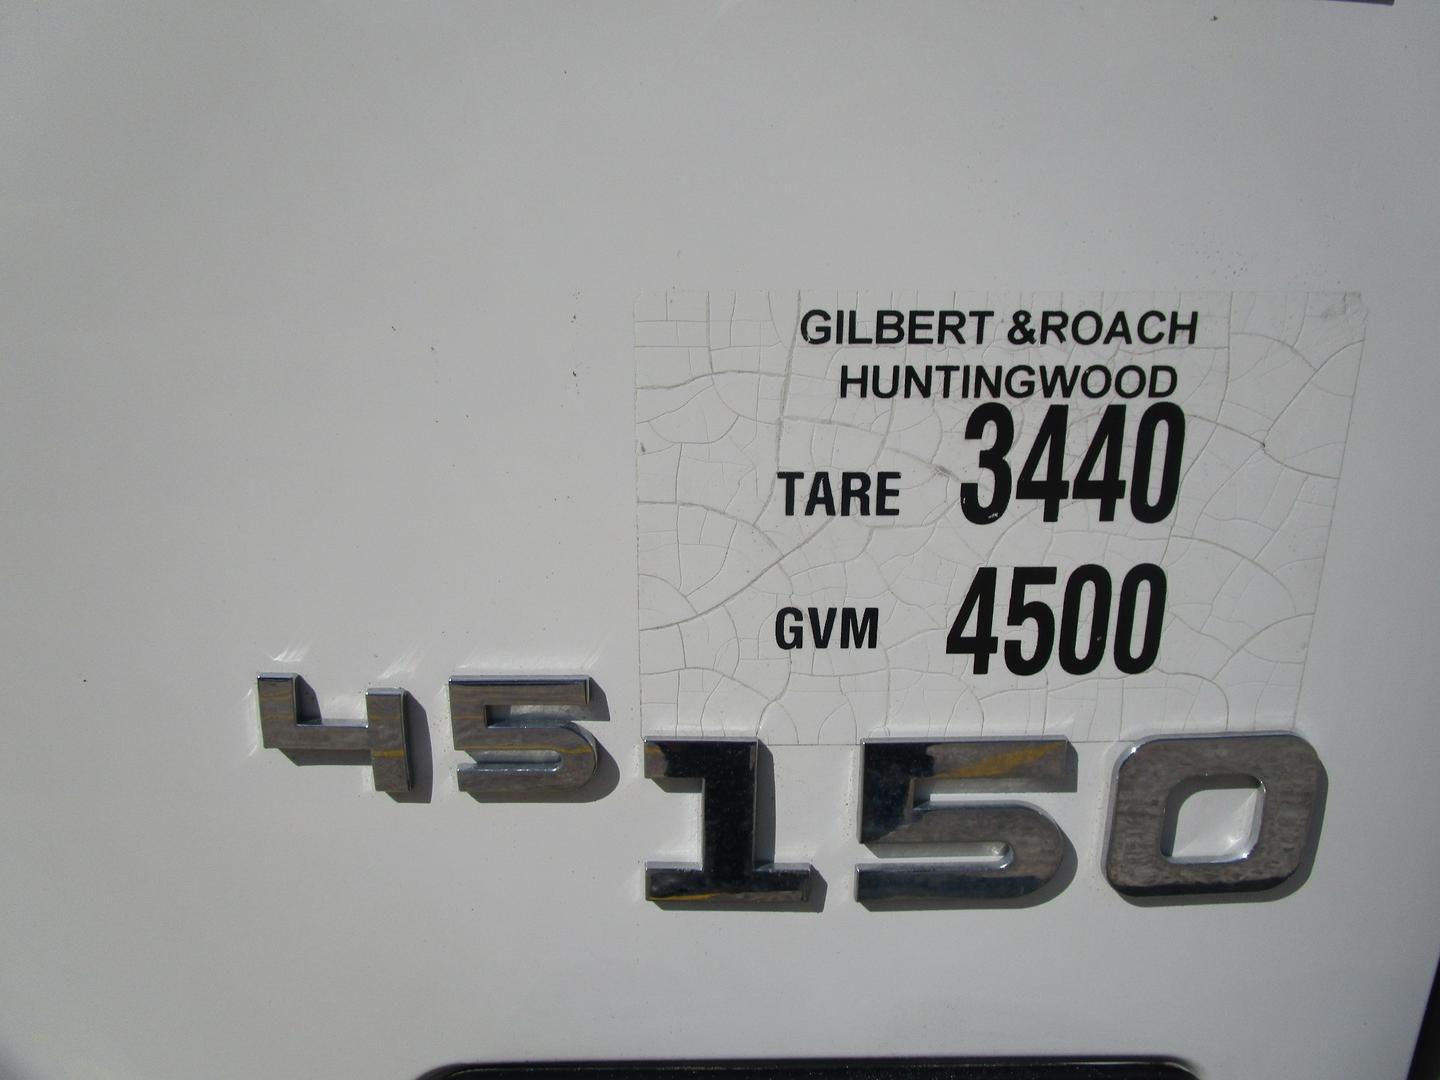 GILBERT &ROACH
HUNTINGWOOD
TARE 3440
GVM 4500
45 150